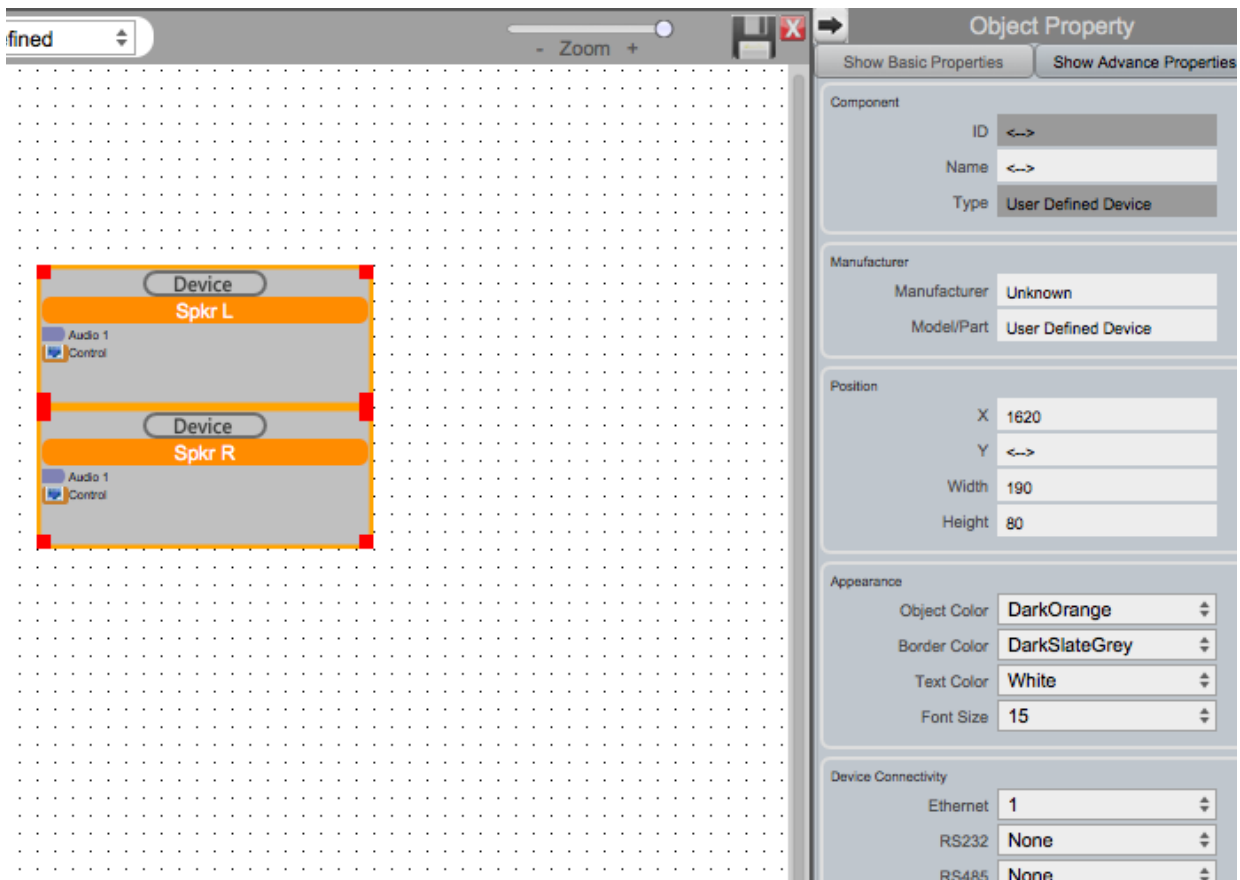 fined
- Zoom +
X
Device
Spkr L
Audio 1
Control
Device
Spkr R
Audio 1
Control
Object Property
Show Basic Properties Show Advance Properties
Component
ID <-->
Name <-->
Type User Defined Device
Manufacturer
Manufacturer Unknown
Model/Part User Defined Device
Position
X 1620
Y <-->
Width 190
Height 80
Appearance
Object Color DarkOrange
Border Color DarkSlateGrey
Text Color White
Font Size 15
Device Connectivity
Ethernet 1
RS232 None
RS485 None